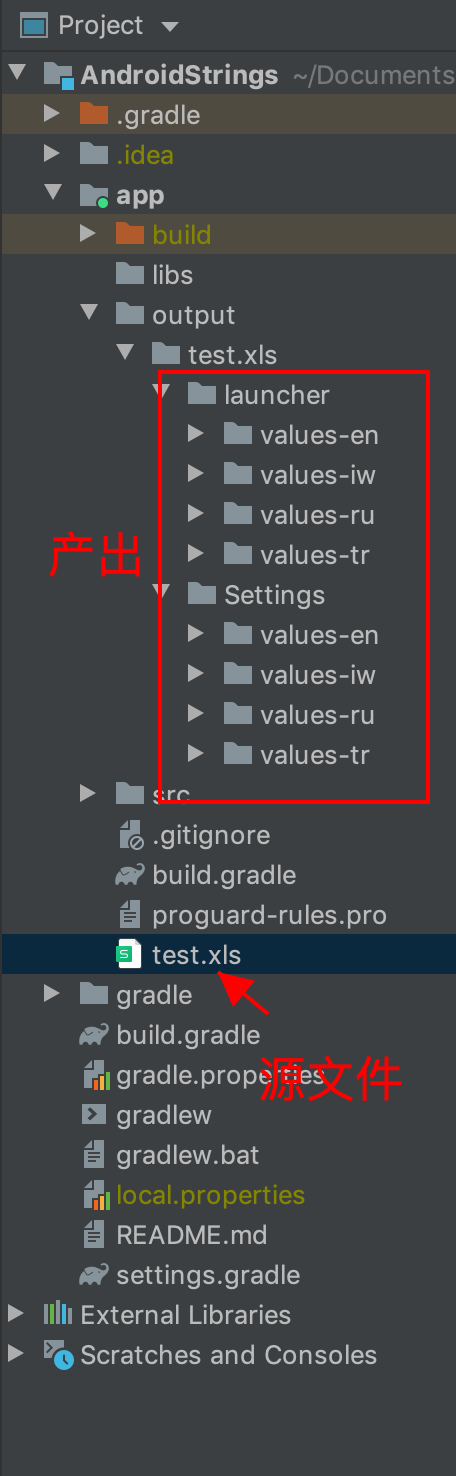 Project
AndroidStrings ~/Documents
.gradle
.idea
app
build
libs
output
test.xls
launcher
values-en
values-iw
values-ru
values-tr
产出
Settings
values-en
values-iw
values-ru
values-tr
src
.gitignore
build.gradle
proguard-rules.pro
test.xls
gradle
build.gradle
gradle.properties
源文件
gradlew
gradlew.bat
local.properties
README.md
settings.gradle
External Libraries
Scratches and Consoles